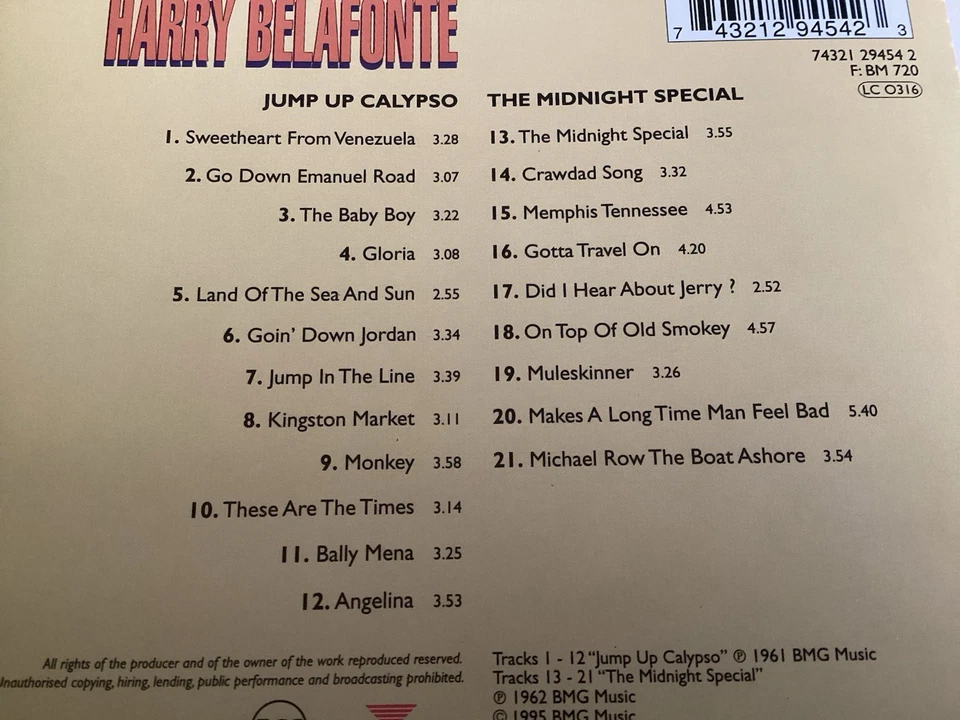 HARRY BELAFONTE
7 43212 94542 3
74321 29454 2
F: BM 720
LC 0316
JUMP UP CALYPSO
1. Sweetheart From Venezuela 3.28
2. Go Down Emanuel Road 3.07
3. The Baby Boy 3.22
4. Gloria 3.08
5. Land Of The Sea And Sun 2.55
6. Goin' Down Jordan 3.34
7. Jump In The Line 3.39
8. Kingston Market 3.11
9. Monkey 3.58
10. These Are The Times 3.14
11. Bally Mena 3.25
12. Angelina 3.53
THE MIDNIGHT SPECIAL
13. The Midnight Special 3.55
14. Crawdad Song 3.32
15. Memphis Tennessee 4.53
16. Gotta Travel On 4.20
17. Did I Hear About Jerry ? 2.52
18. On Top Of Old Smokey 4.57
19. Muleskinner 3.26
20. Makes A Long Time Man Feel Bad 5.40
21. Michael Row The Boat Ashore 3.54
All rights of the producer and of the owner of the work reproduced reserved.
Unauthorised copying, hiring, lending, public performance and broadcasting prohibited.
Tracks 1 - 12 "Jump Up Calypso" ℗ 1961 BMG Music
Tracks 13 - 21 "The Midnight Special"
℗ 1962 BMG Music
© 1995 BMG Music